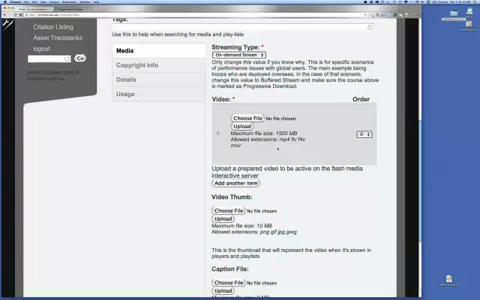 Citation Listing
Asset Trackbacks
logout
Go
Tags:
Use this to help when searching for media and play-lists
Media
Copyright Info
Details
Usage
Streaming Type: *
On-demand Stream
Only change this if you know why. This is for specific scenarios
of performance issues with global users. The main example being
troops who are deployed overseas. In the case of that scenario,
change this to Buffered Stream and make sure the course above
is marked as Progressive Download.
Video: *
Order
Choose File No file chosen
Upload
Maximum file size: 1500 MB
Allowed extensions: mp4 flv f4v
mov
0
Upload a prepared video to be active on the flash media
interactive server
Add another item
Video Thumb:
Choose File No file chosen
Upload
Maximum file size: 10 MB
Allowed extensions: png gif jpg jpeg
This is the thumbnail that will represent the video when it's shown in
players and playlists.
Caption File:
Choose File No file chosen
Upload